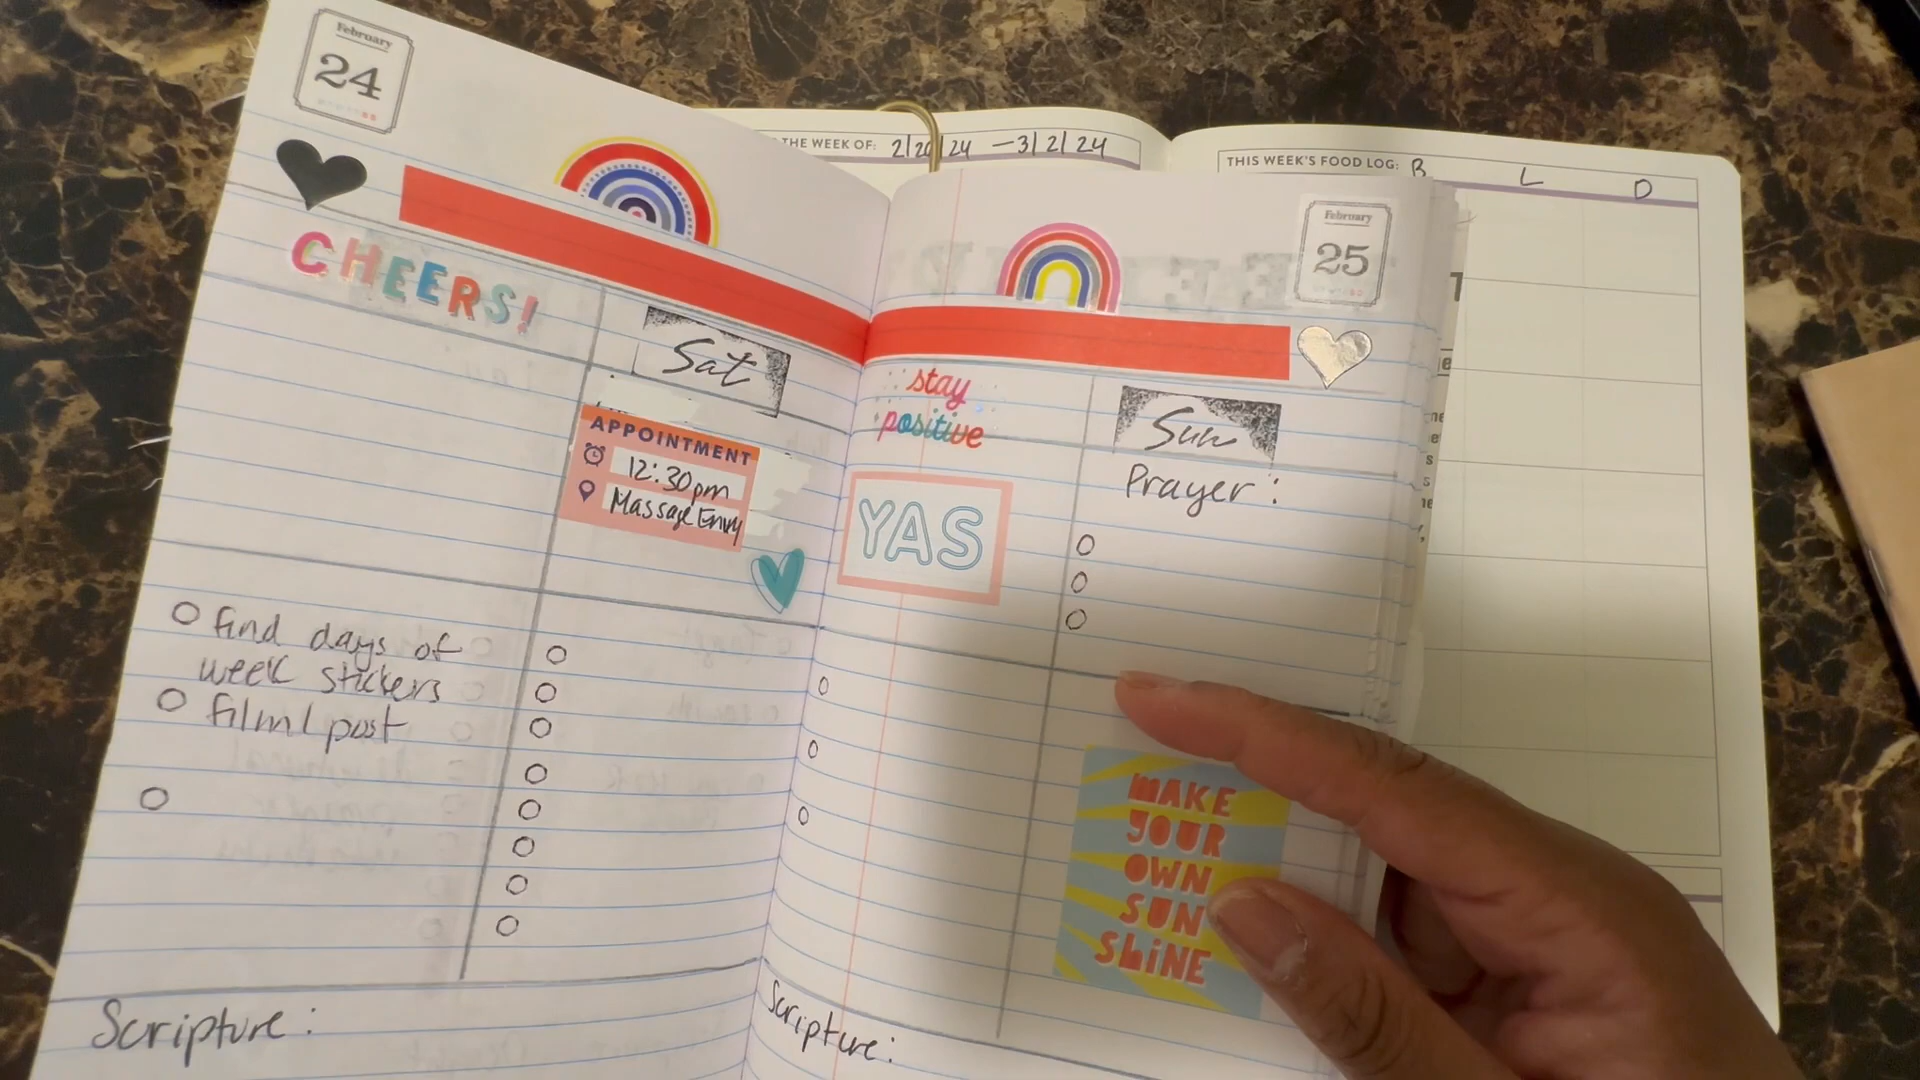 February
24
CHEERS!
Sat
APPOINTMENT
12:30pm
Massage Envy
find days of
week stickers
film/post
Scripture:
February
25
stay
positive
Sun
YAS
Prayer:
MAKE
YOUR
OWN
SUN
SHINE
Scripture:
THE WEEK OF: 2/26/24 - 3/2/24
THIS WEEK'S FOOD LOG: B L D